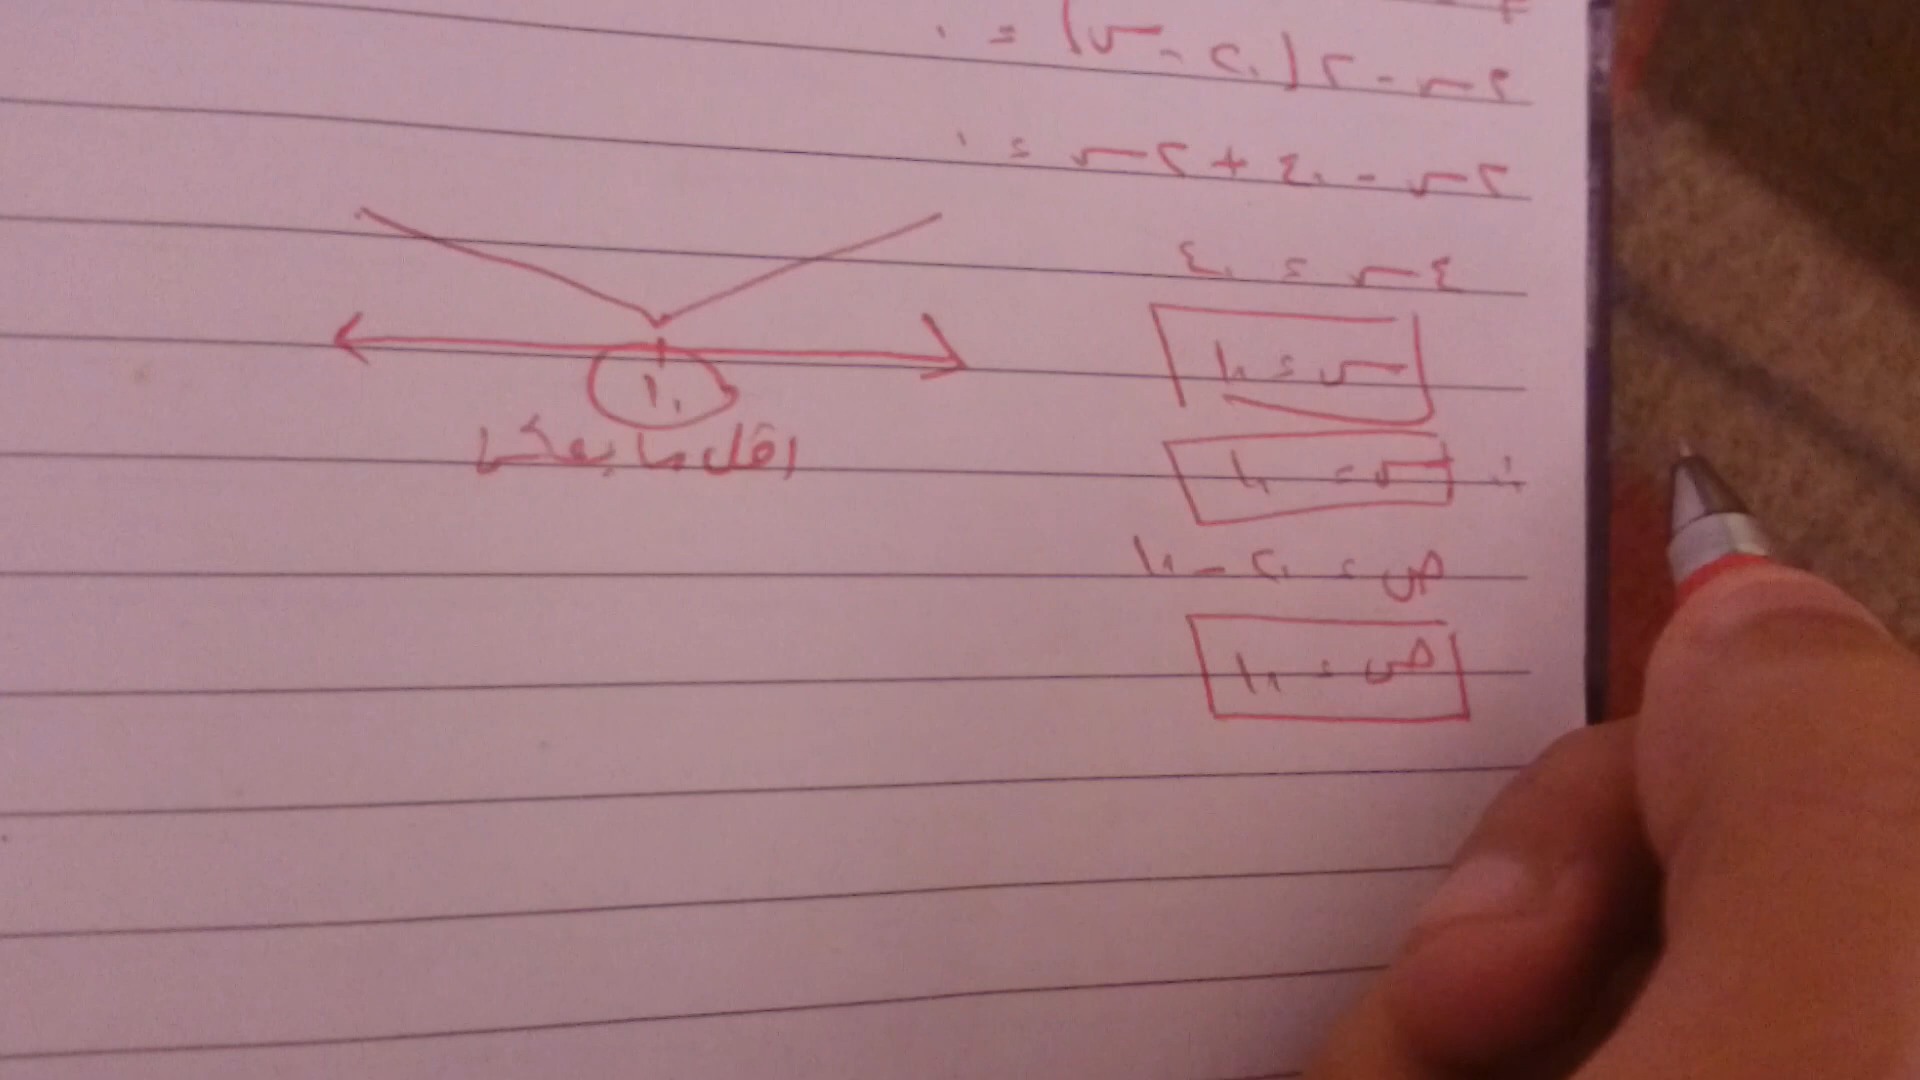 ٢س - ٢(٢٠ - س) = ٠
٢س - ٤٠ + ٢س = ٠
٤س = ٤٠
س = ١٠
∴ س = ١٠
ص = ٢٠ - ١٠
ص = ١٠
١٠
اقل ما يمكن